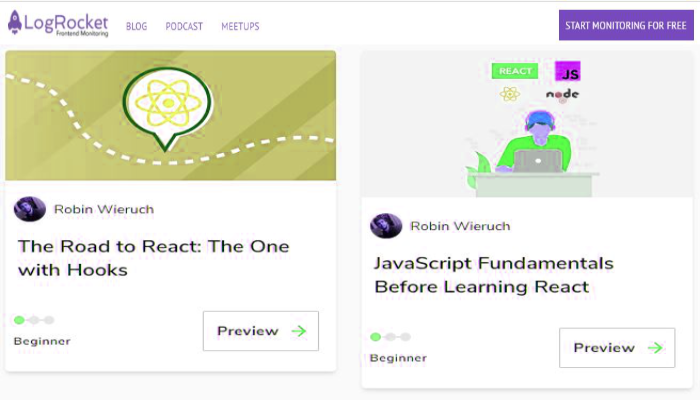 LogRocket
Frontend Monitoring
BLOG PODCAST MEETUPS
START MONITORING FOR FREE
Robin Wieruch
The Road to React: The One
with Hooks
Beginner
Preview
REACT
JS
node
Robin Wieruch
JavaScript Fundamentals
Before Learning React
Beginner
Preview